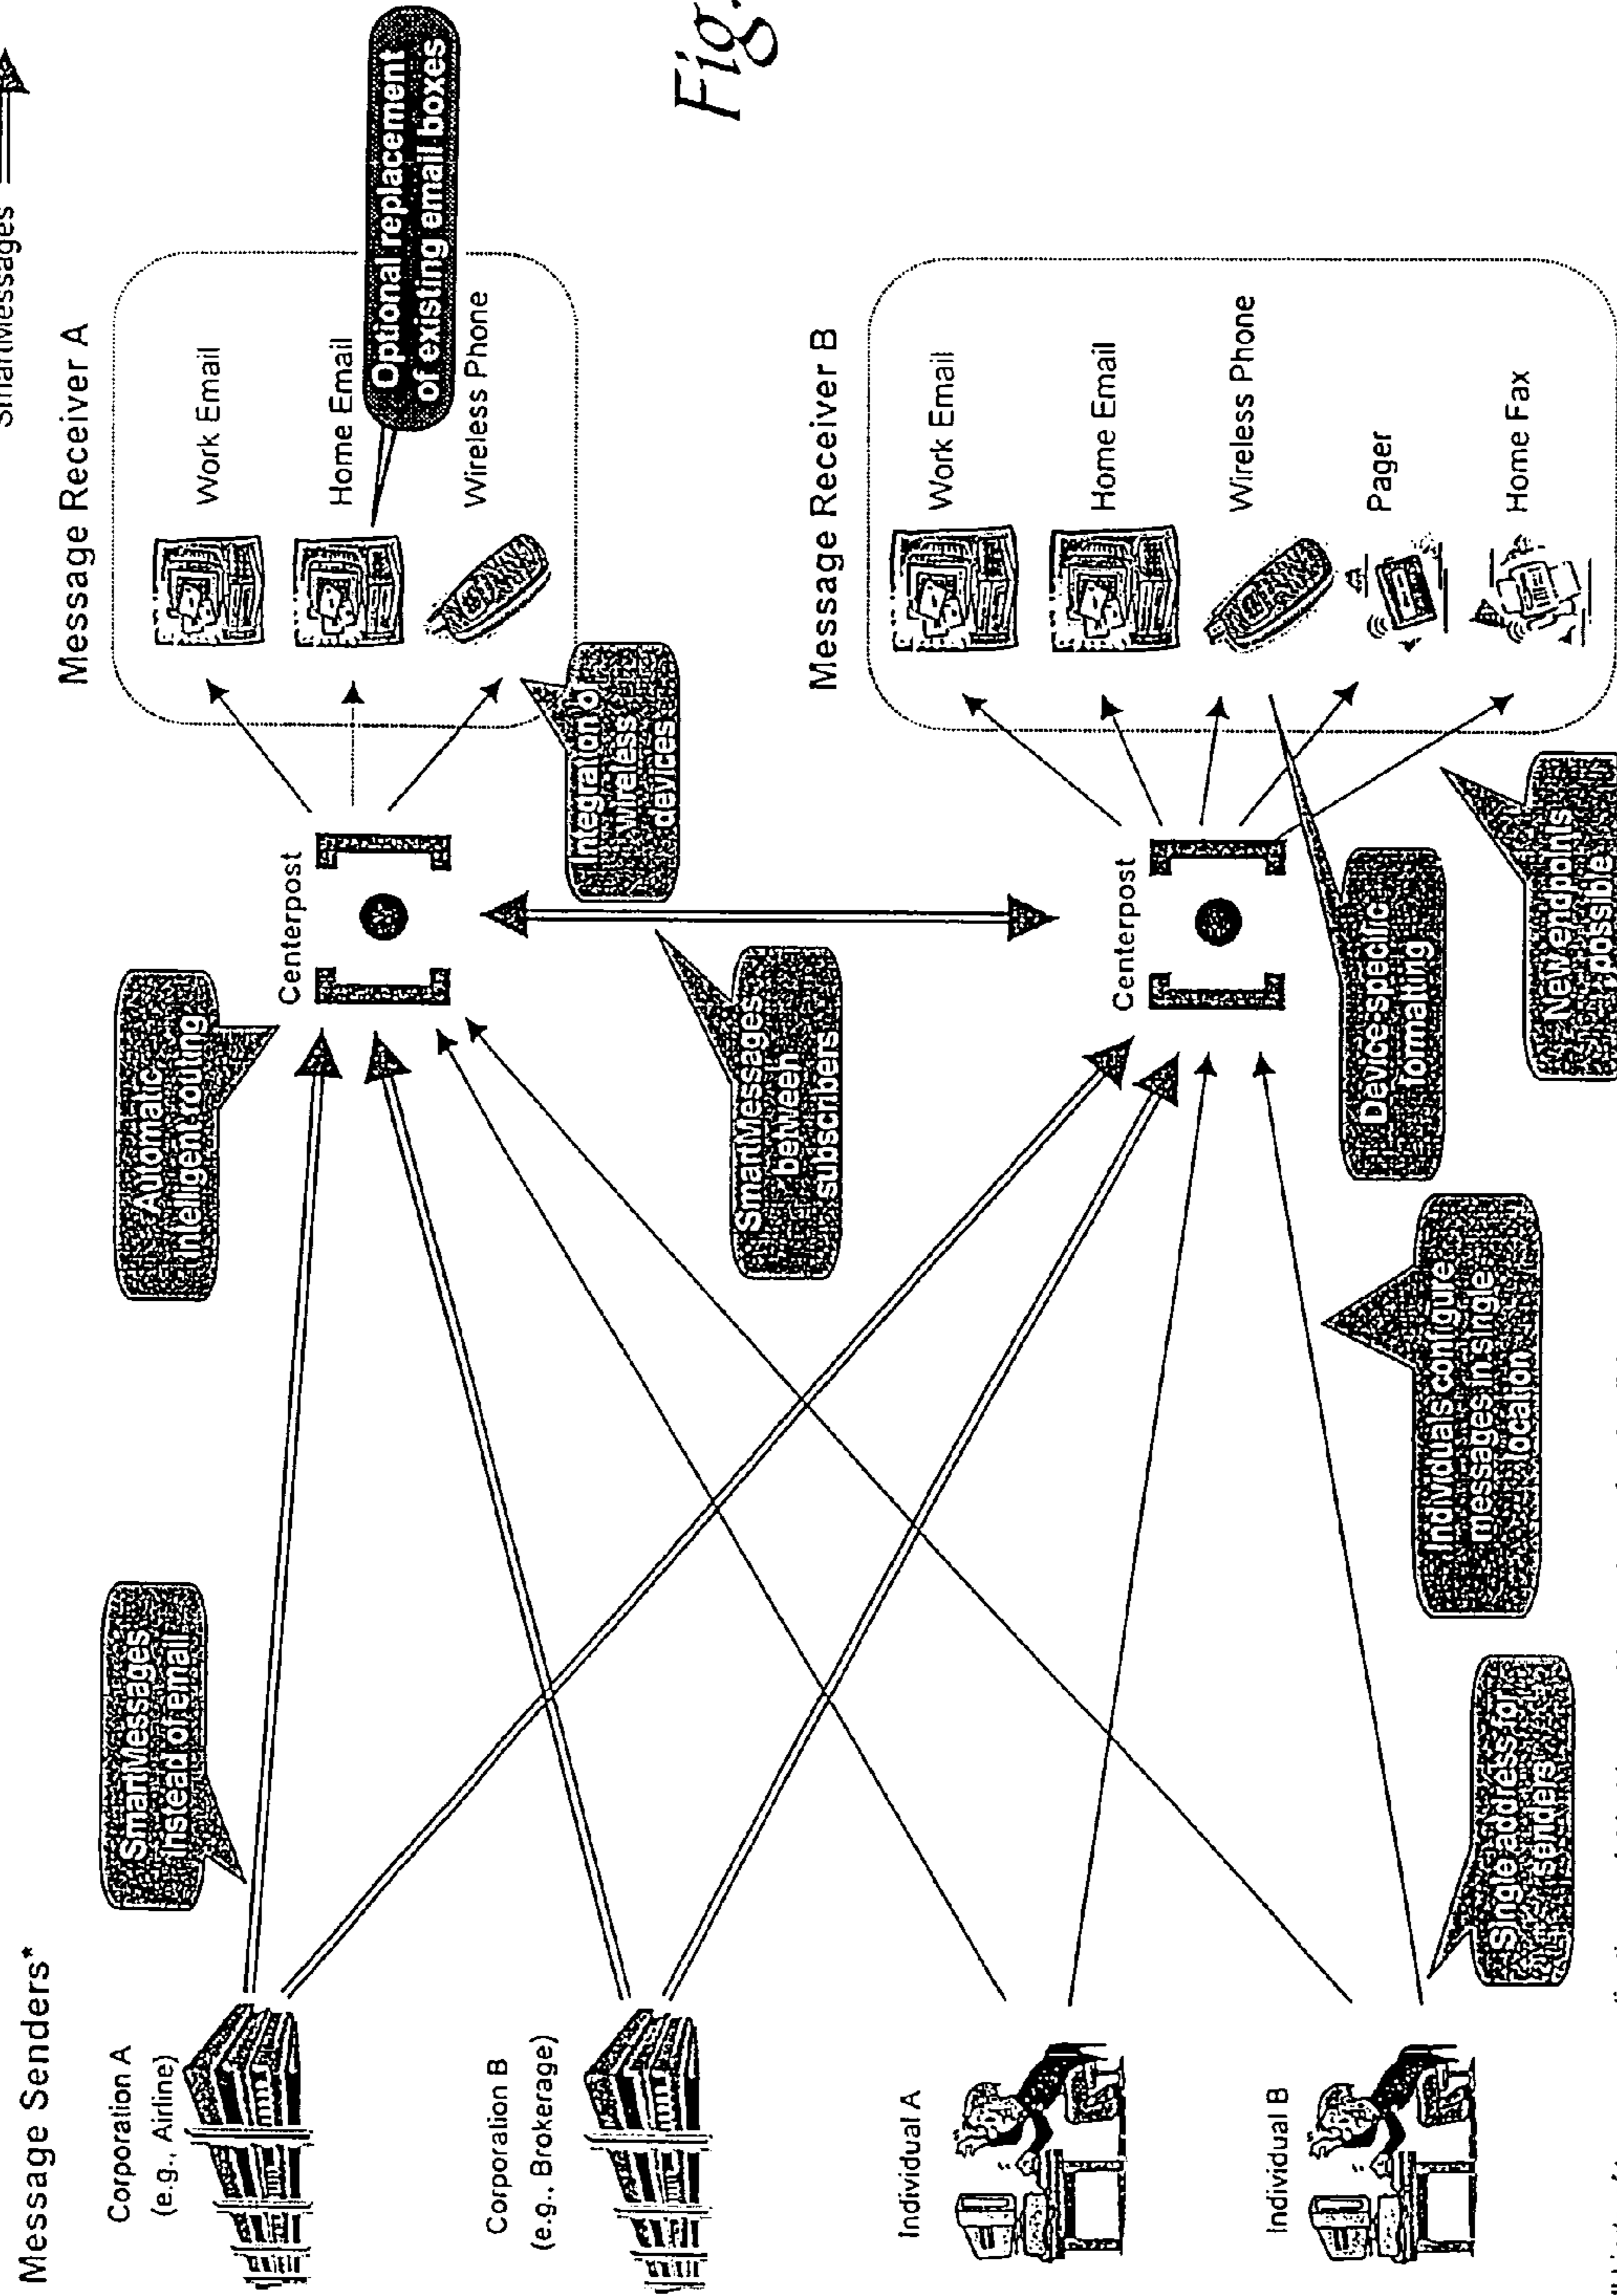 SmartMessages
Message Senders*
Corporation A
(e.g., Airline)
Corporation B
(e.g., Brokerage)
Individual A
Individual B
SmartMessages
instead of email
Automatic
intelligent routing
Centerpost
SmartMessages
between
subscribers
Integration of
wireless
devices
Message Receiver A
Work Email
Home Email
Wireless Phone
Optional replacement
of existing email boxes
Single address for
senders
Individuals configure
messages in single
location
Centerpost
Device-specific
formatting
New endpoints
possible
Message Receiver B
Work Email
Home Email
Wireless Phone
Pager
Home Fax
Fig.